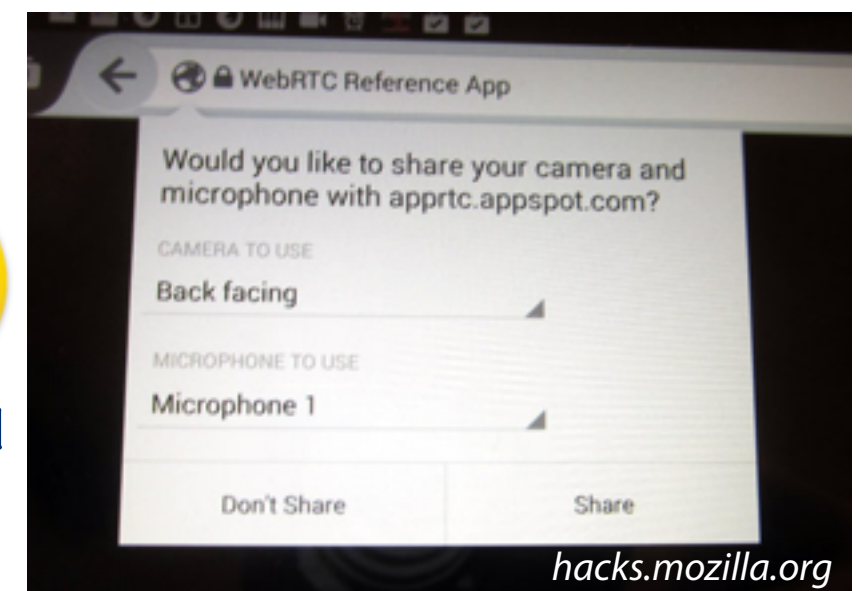 WebRTC Reference App
Would you like to share your camera and
microphone with apprtc.appspot.com?
CAMERA TO USE
Back facing
MICROPHONE TO USE
Microphone 1
Don't Share
Share
hacks.mozilla.org